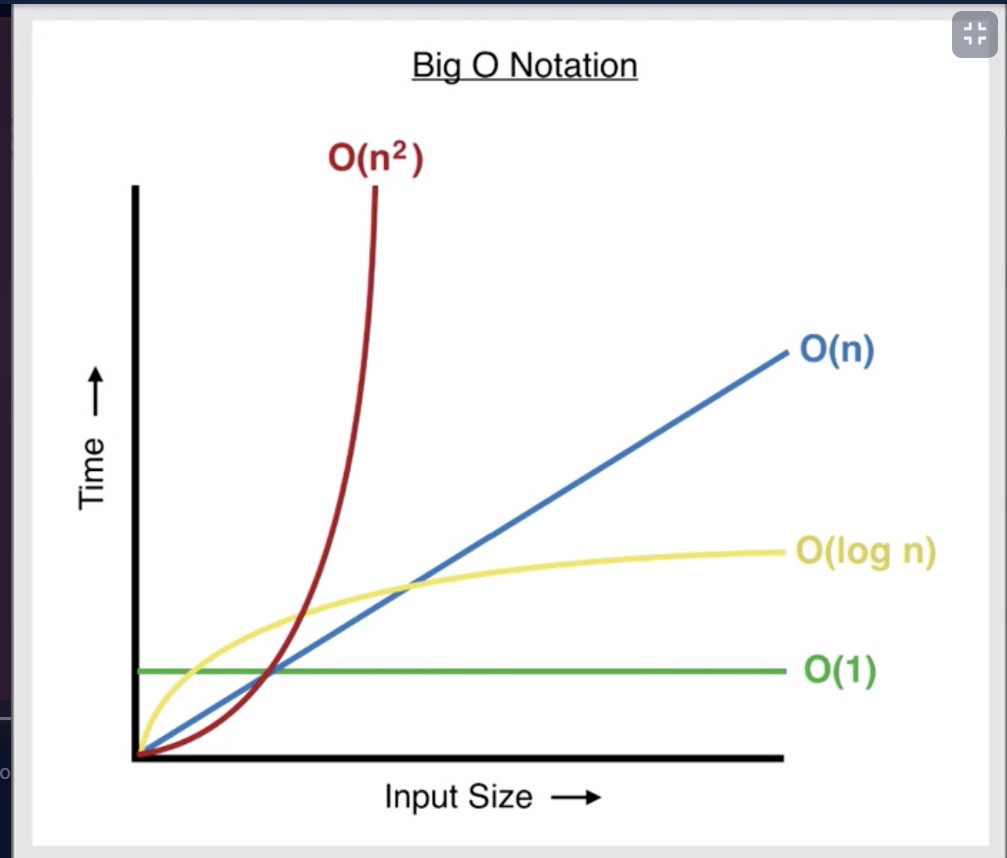 Big O Notation
O(n²)
O(n)
Time
O(log n)
O(1)
Input Size
o